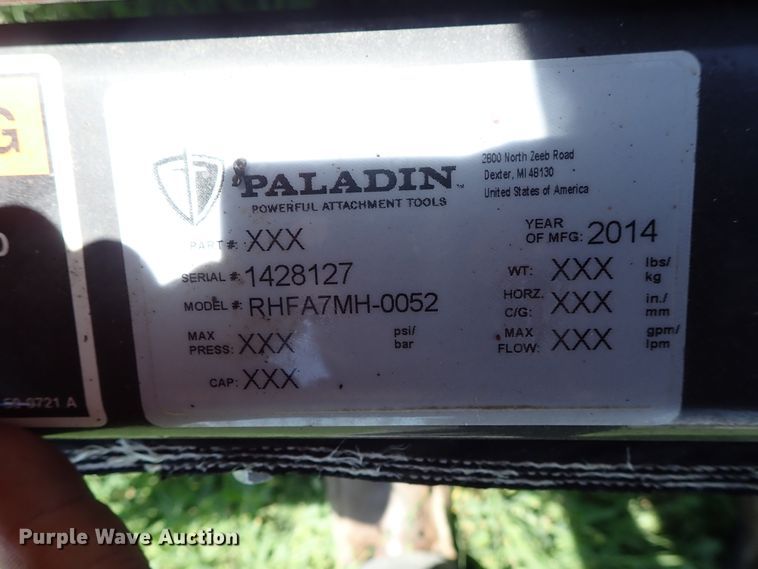 G
PALADIN™
POWERFUL ATTACHMENT TOOLS
2800 North Zeeb Road
Dexter, MI 48130
United States of America
PART #: XXX
YEAR OF MFG: 2014
SERIAL #: 1428127
WT: XXX lbs/ kg
MODEL #: RHFA7MH-0052
HORZ. C/G: XXX in./ mm
MAX PRESS: XXX psi/ bar
MAX FLOW: XXX gpm/ lpm
CAP: XXX
Purple Wave Auction